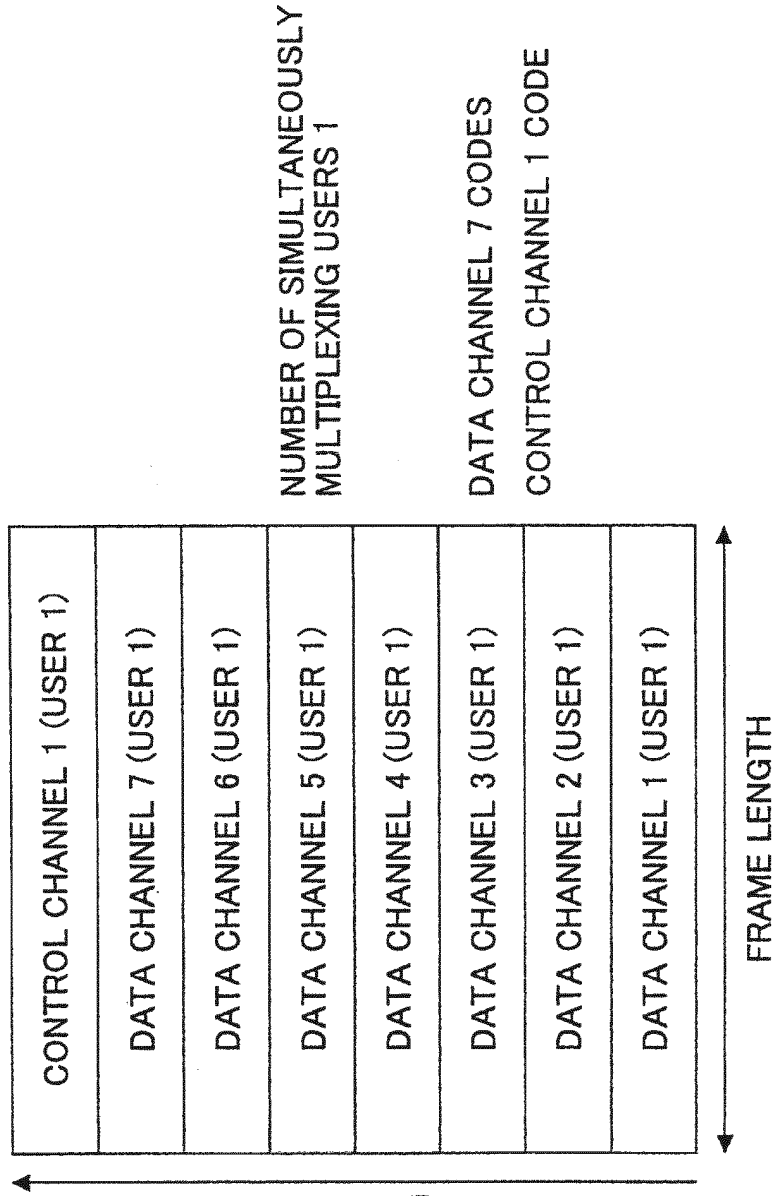 CONTROL CHANNEL 1 (USER 1)
DATA CHANNEL 7 (USER 1)
DATA CHANNEL 6 (USER 1)
DATA CHANNEL 5 (USER 1)
DATA CHANNEL 4 (USER 1)
DATA CHANNEL 3 (USER 1)
DATA CHANNEL 2 (USER 1)
DATA CHANNEL 1 (USER 1)
FRAME LENGTH
NUMBER OF SIMULTANEOUSLY
MULTIPLEXING USERS 1
DATA CHANNEL 7 CODES
CONTROL CHANNEL 1 CODE